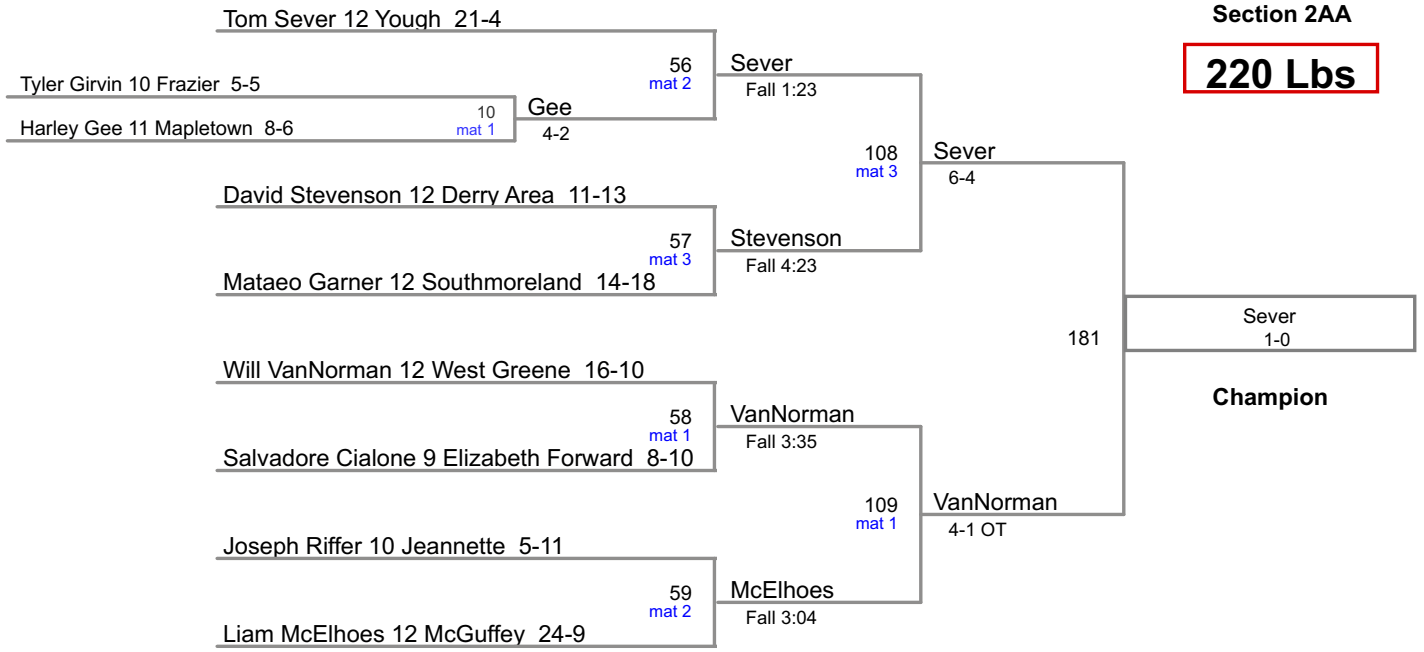 Tom Sever 12 Yough 21-4
Section 2AA
220 Lbs
56
mat 2
Sever
Fall 1:23
Tyler Girvin 10 Frazier 5-5
10
mat 1
Gee
4-2
Harley Gee 11 Mapletown 8-6
108
mat 3
Sever
6-4
David Stevenson 12 Derry Area 11-13
57
mat 3
Stevenson
Fall 4:23
Mataeo Garner 12 Southmoreland 14-18
181
Sever
1-0
Champion
Will VanNorman 12 West Greene 16-10
58
mat 1
VanNorman
Fall 3:35
Salvadore Cialone 9 Elizabeth Forward 8-10
109
mat 1
VanNorman
4-1 OT
Joseph Riffer 10 Jeannette 5-11
59
mat 2
McElhoes
Fall 3:04
Liam McElhoes 12 McGuffey 24-9